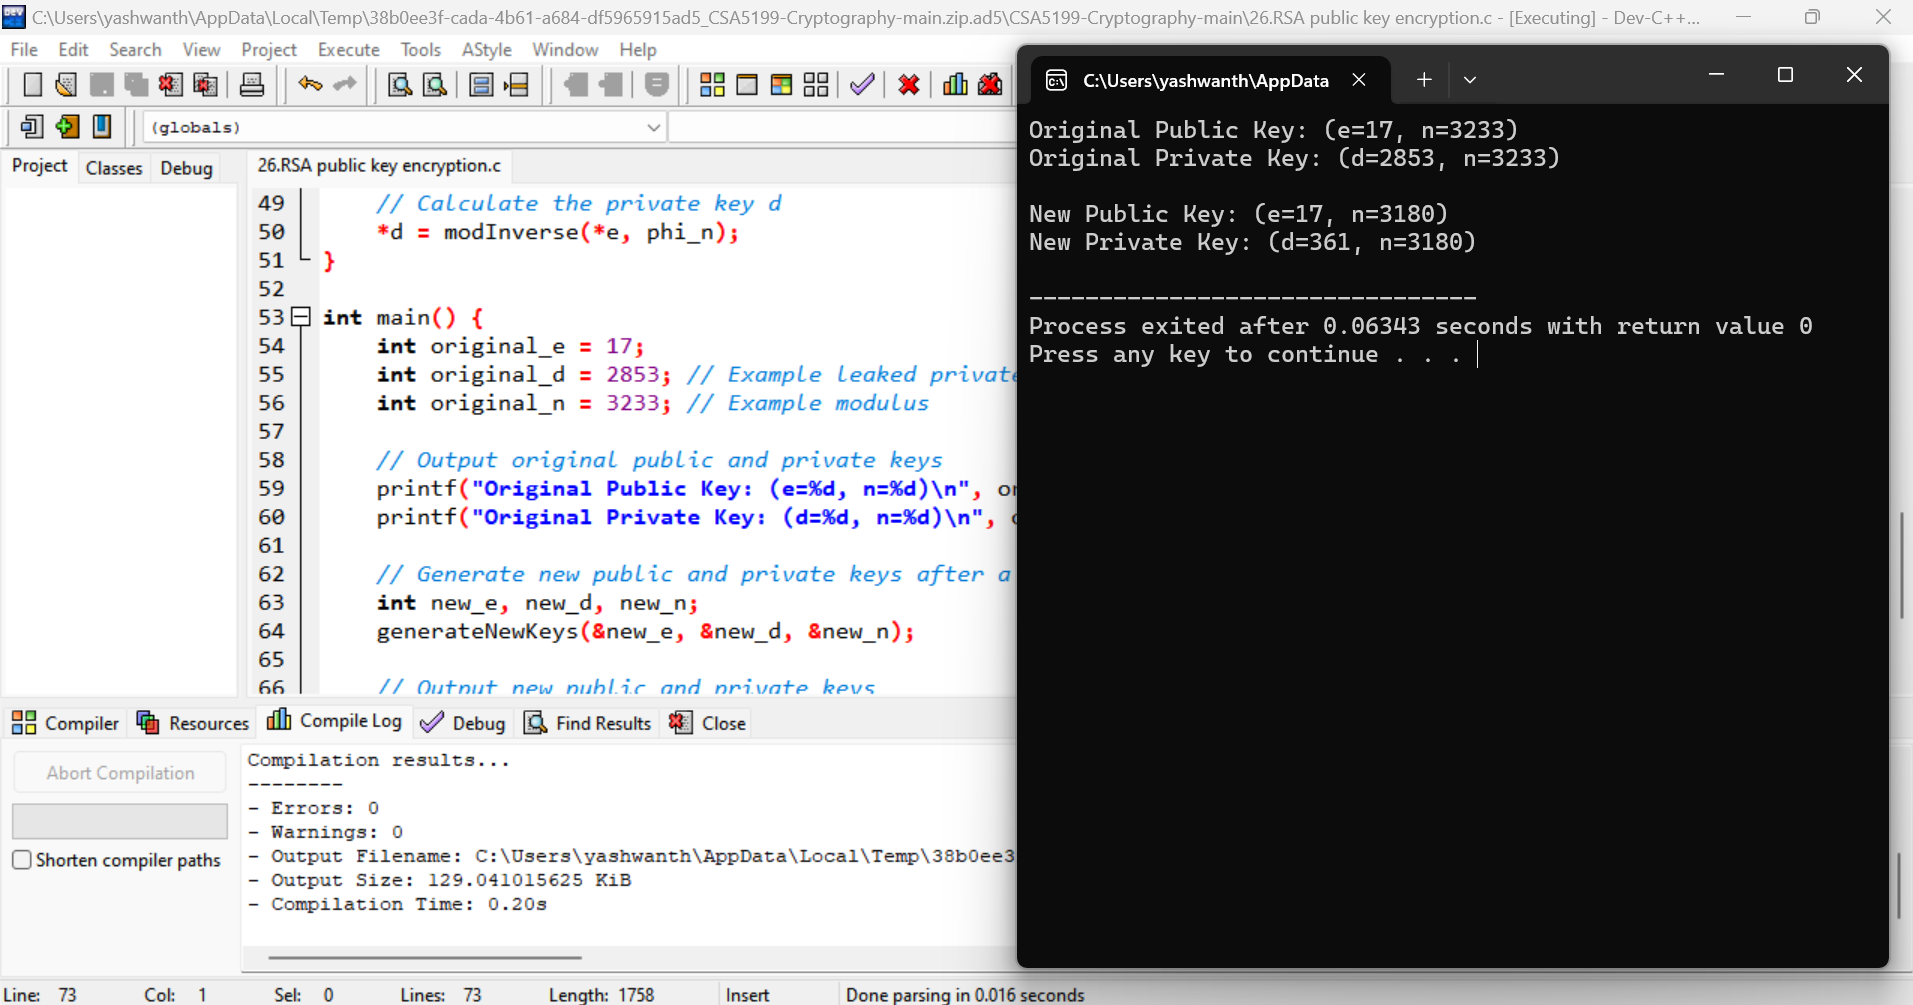 C:\Users\yashwanth\AppData\Local\Temp\38b0ee3f-cada-4b61-a684-df5965915ad5_CSA5199-Cryptography-main.zip.ad5\CSA5199-Cryptography-main\26.RSA public key encryption.c - [Executing] - Dev-C++...
File Edit Search View Project Execute Tools AStyle Window Help
(globals)
Project Classes Debug
26.RSA public key encryption.c
49 // Calculate the private key d
50 *d = modInverse(*e, phi_n);
51 }
52
53 int main() {
54 int original_e = 17;
55 int original_d = 2853; // Example leaked private
56 int original_n = 3233; // Example modulus
57
58 // Output original public and private keys
59 printf("Original Public Key: (e=%d, n=%d)\n", or
60 printf("Original Private Key: (d=%d, n=%d)\n", o
61
62 // Generate new public and private keys after a
63 int new_e, new_d, new_n;
64 generateNewKeys(&new_e, &new_d, &new_n);
65
66 // Output new public and private keys
C:\Users\yashwanth\AppData
Original Public Key: (e=17, n=3233)
Original Private Key: (d=2853, n=3233)
New Public Key: (e=17, n=3180)
New Private Key: (d=361, n=3180)
--------------------------------
Process exited after 0.06343 seconds with return value 0
Press any key to continue . . .
Compiler Resources Compile Log Debug Find Results Close
Abort Compilation
Shorten compiler paths
Compilation results...
--------
- Errors: 0
- Warnings: 0
- Output Filename: C:\Users\yashwanth\AppData\Local\Temp\38b0ee3
- Output Size: 129.041015625 KiB
- Compilation Time: 0.20s
Line: 73 Col: 1 Sel: 0 Lines: 73 Length: 1758 Insert Done parsing in 0.016 seconds